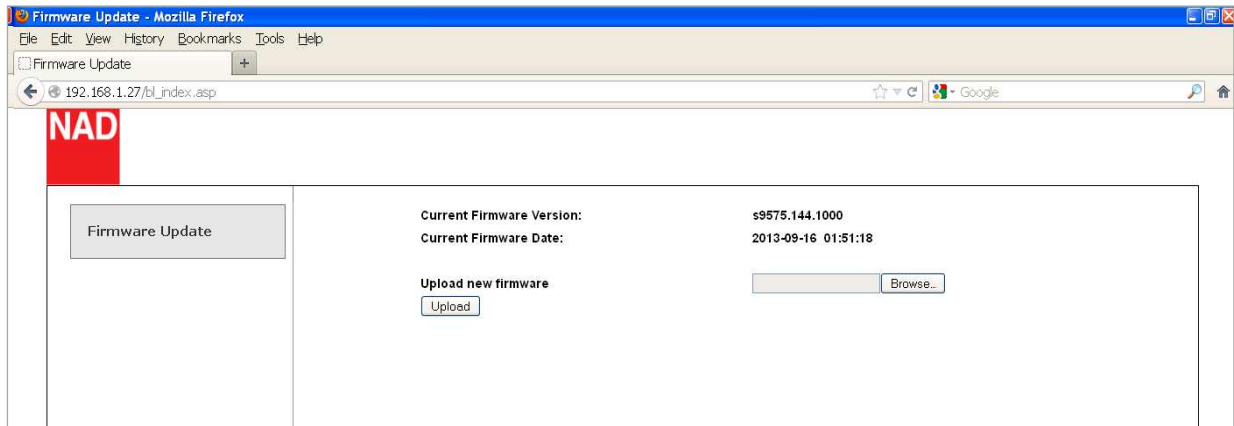 Firmware Update - Mozilla Firefox
File Edit View History Bookmarks Tools Help
Firmware Update +
192.168.1.27/bl_index.asp Google
NAD
Firmware Update
Current Firmware Version: s9575.144.1000
Current Firmware Date: 2013-09-16 01:51:18
Upload new firmware Browse...
Upload